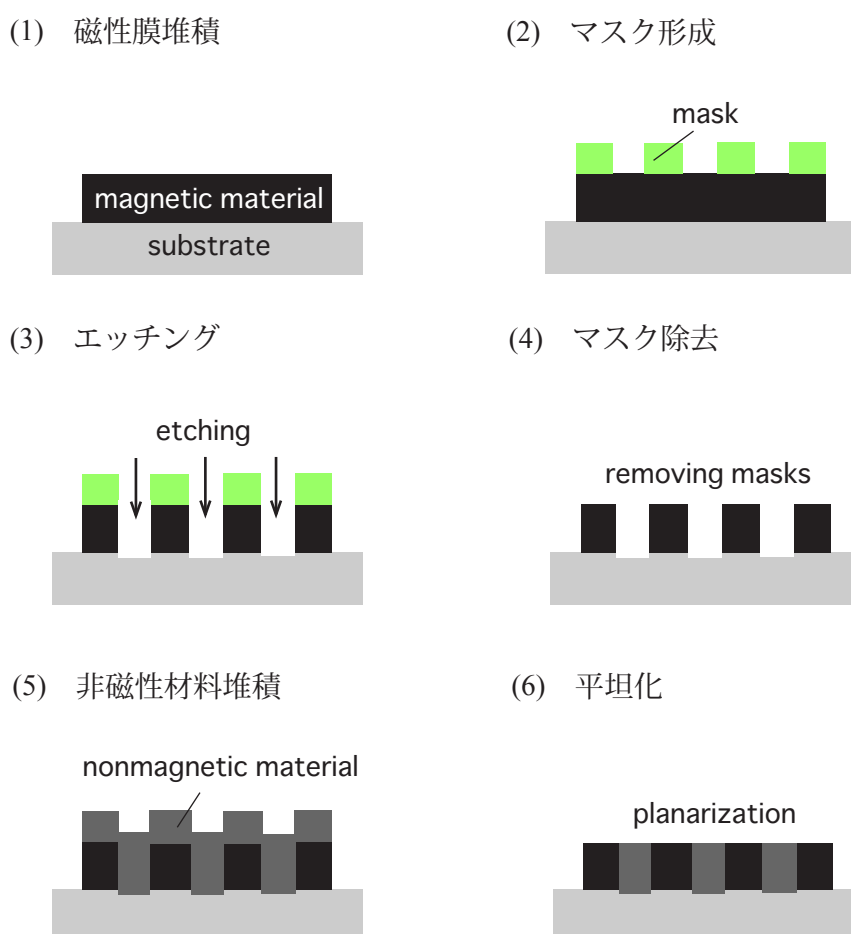 (1) 磁性膜堆積
(2) マスク形成
mask
magnetic material
substrate
(3) エッチング
(4) マスク除去
etching
removing masks
(5) 非磁性材料堆積
(6) 平坦化
nonmagnetic material
planarization